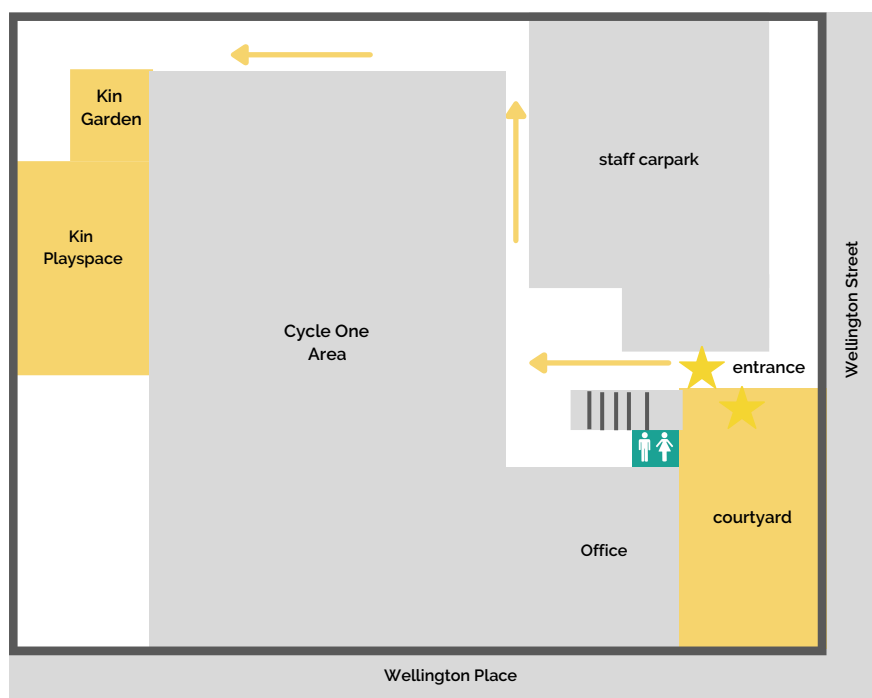 Kin
Garden
staff carpark
Kin
Playspace
Wellington Street
Cycle One
Area
entrance
courtyard
Office
Wellington Place